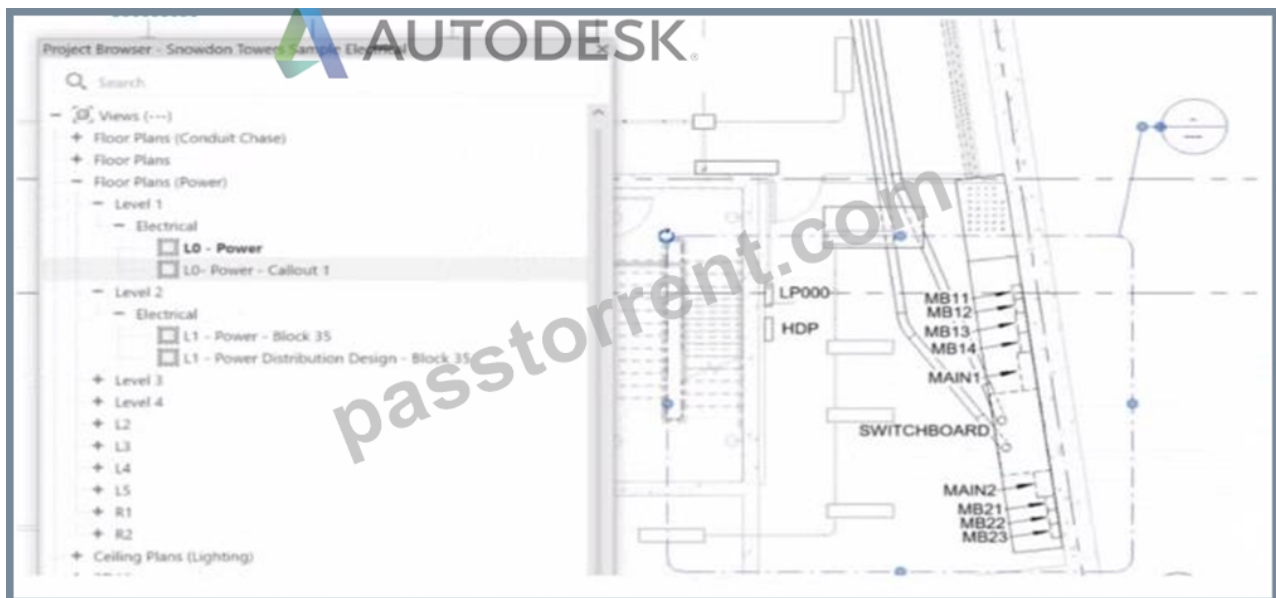 AUTODESK.
Project Browser - Snowdon Towers Sample Electrical
Search
Views (---)
Floor Plans (Conduit Chase)
Floor Plans
Floor Plans (Power)
Level 1
Electrical
L0 - Power
L0- Power - Callout 1
Level 2
Electrical
L1 - Power - Block 35
L1 - Power Distribution Design - Block 35
Level 3
Level 4
L2
L3
L4
L5
R1
R2
Ceiling Plans (Lighting)
LP000
HDP
MB11
MB12
MB13
MB14
MAIN1
SWITCHBOARD
MAIN2
MB21
MB22
MB23
passtorrent.com